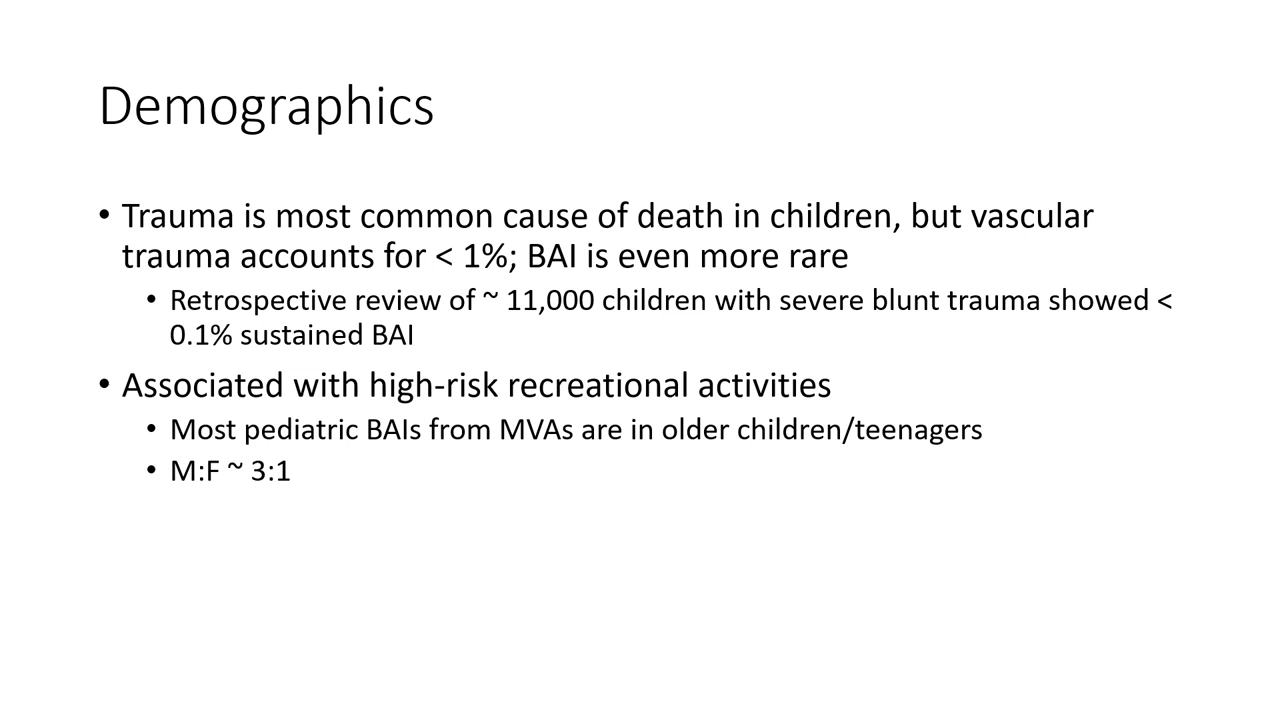 Demographics
• Trauma is most common cause of death in children, but vascular
trauma accounts for < 1%; BAI is even more rare
• Retrospective review of ~ 11,000 children with severe blunt trauma showed <
0.1% sustained BAI
• Associated with high-risk recreational activities
• Most pediatric BAIs from MVAs are in older children/teenagers
• M:F ~ 3:1